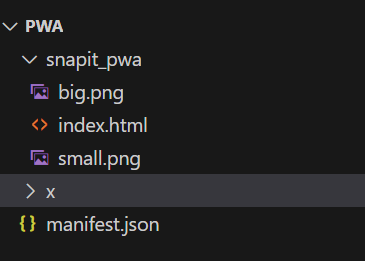 PWA
snapit_pwa
big.png
index.html
small.png
x
manifest.json